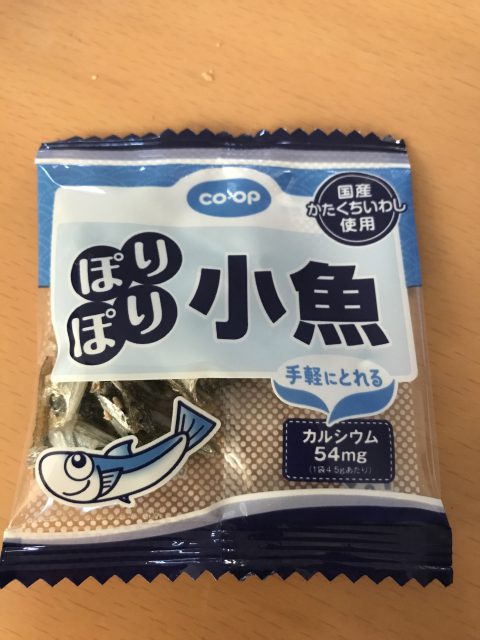 CO・OP
国産
かたくちいわし
使用
ぽり
ぽり
小魚
手軽にとれる
カルシウム
54mg
(1袋4.5gあたり)